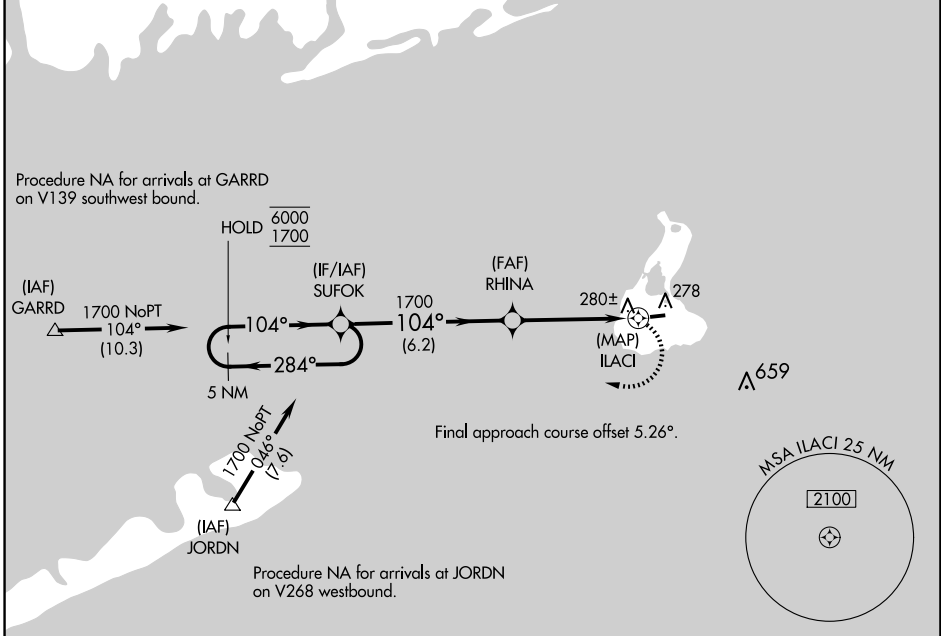 Procedure NA for arrivals at GARRD
on V139 southwest bound.
HOLD
6000
1700
(IAF)
GARRD
1700 NoPT
104°
(10.3)
104°
284°
5 NM
(IF/IAF)
SUFOK
1700
104°
(6.2)
(FAF)
RHINA
280±
278
(MAP)
ILACI
659
1700 NoPT
046°
(7.6)
(IAF)
JORDN
Final approach course offset 5.26°.
Procedure NA for arrivals at JORDN
on V268 westbound.
MSA ILACI 25 NM
2100